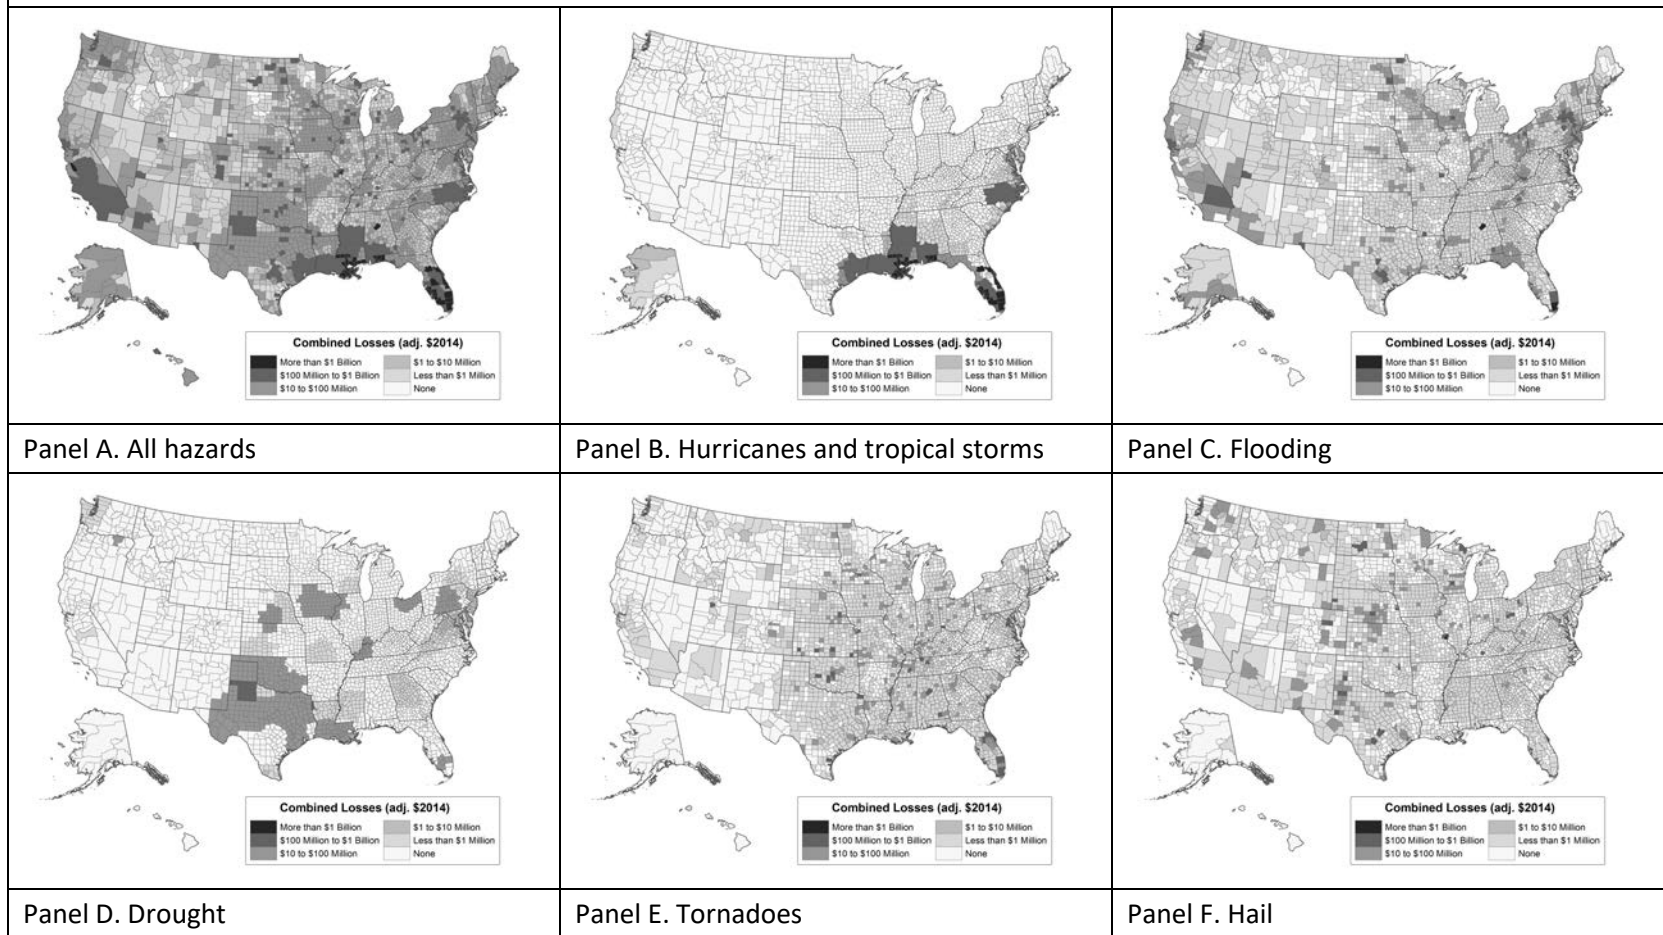 Combined Losses (adj. $2014)
More than $1 Billion
$1 to $10 Million
$100 Million to $1 Billion
Less than $1 Million
$10 to $100 Million
None
Combined Losses (adj. $2014)
More than $1 Billion
$1 to $10 Million
$100 Million to $1 Billion
Less than $1 Million
$10 to $100 Million
None
Combined Losses (adj. $2014)
More than $1 Billion
$1 to $10 Million
$100 Million to $1 Billion
Less than $1 Million
$10 to $100 Million
None
Panel A. All hazards
Panel B. Hurricanes and tropical storms
Panel C. Flooding
Combined Losses (adj. $2014)
More than $1 Billion
$1 to $10 Million
$100 Million to $1 Billion
Less than $1 Million
$10 to $100 Million
None
Combined Losses (adj. $2014)
More than $1 Billion
$1 to $10 Million
$100 Million to $1 Billion
Less than $1 Million
$10 to $100 Million
None
Combined Losses (adj. $2014)
More than $1 Billion
$1 to $10 Million
$100 Million to $1 Billion
Less than $1 Million
$10 to $100 Million
None
Panel D. Drought
Panel E. Tornadoes
Panel F. Hail